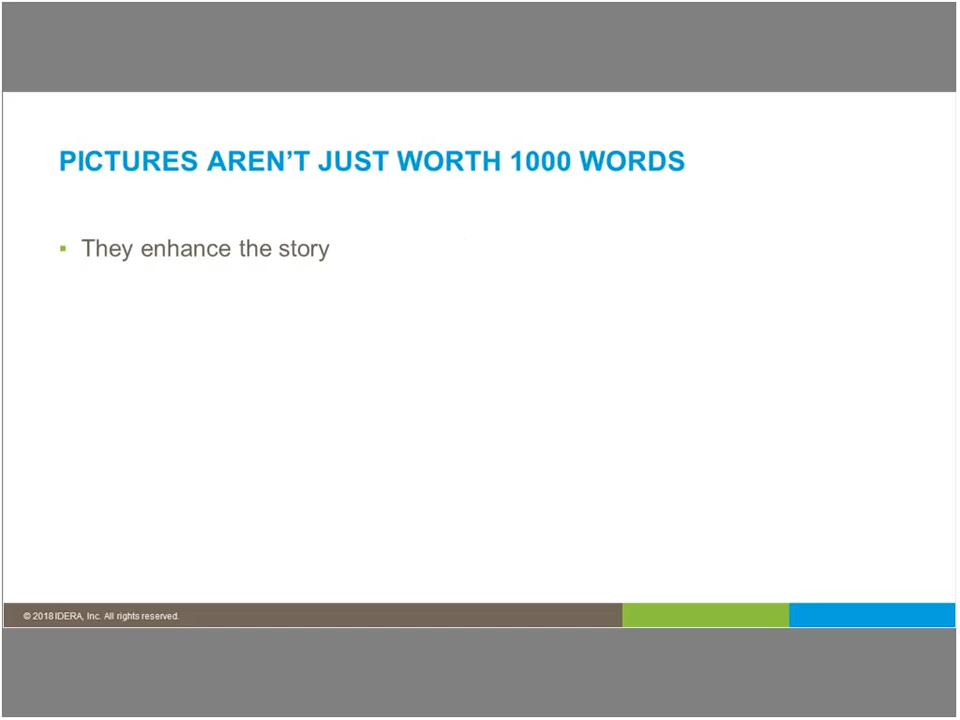 PICTURES AREN’T JUST WORTH 1000 WORDS
▪ They enhance the story
© 2018 IDERA, Inc. All rights reserved.